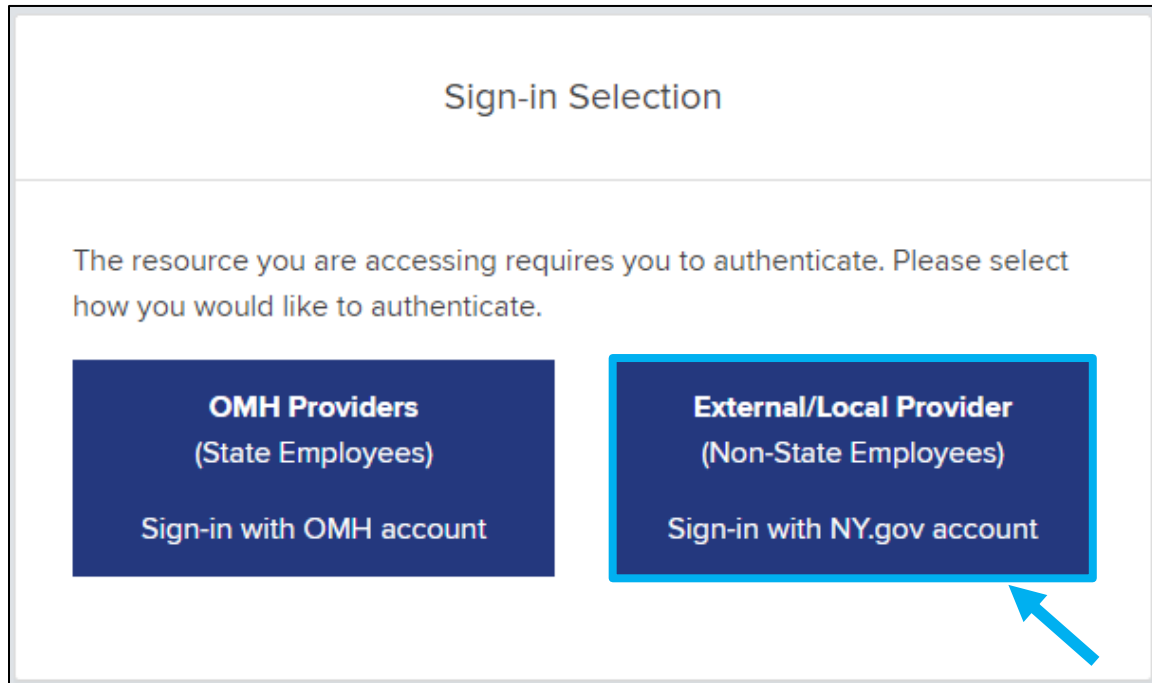 Sign-in Selection
The resource you are accessing requires you to authenticate. Please select
how you would like to authenticate.
OMH Providers
(State Employees)
Sign-in with OMH account
External/Local Provider
(Non-State Employees)
Sign-in with NY.gov account